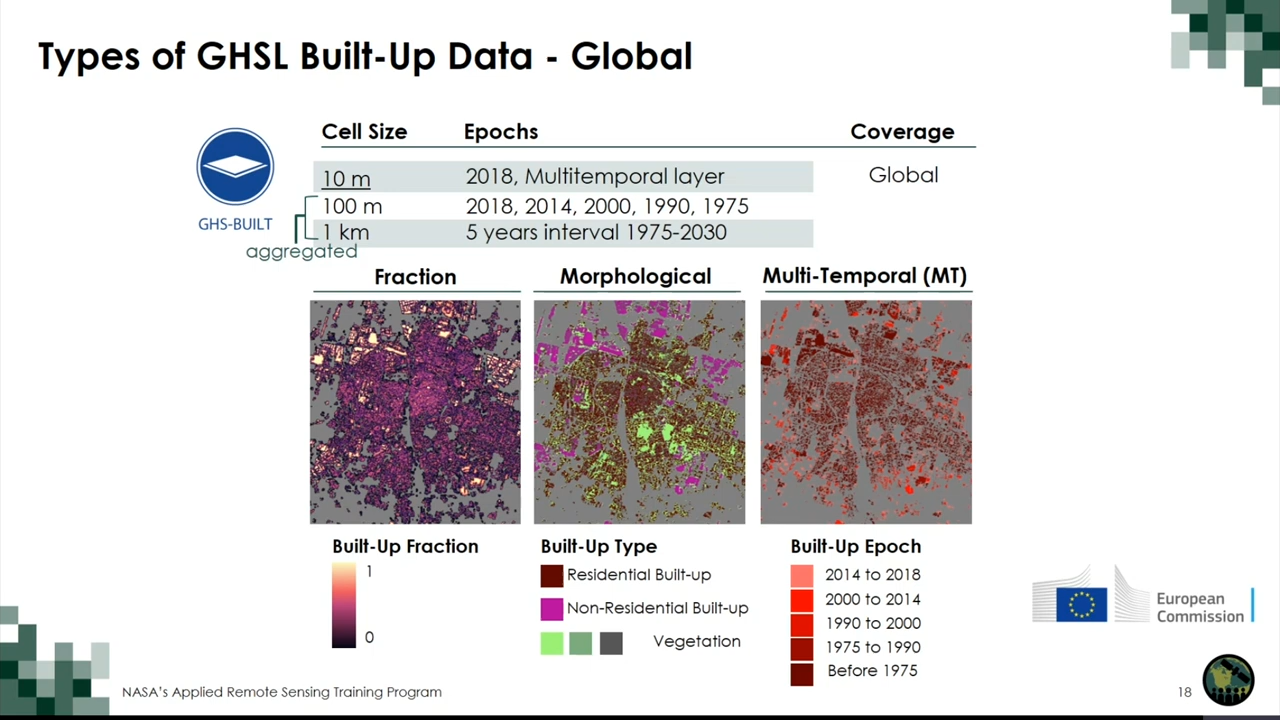 Types of GHSL Built-Up Data - Global
Cell Size Epochs Coverage
10 m 2018, Multitemporal layer Global
100 m 2018, 2014, 2000, 1990, 1975
GHS-BUILT
1 km 5 years interval 1975-2030
aggregated
Fraction Morphological Multi-Temporal (MT)
Built-Up Fraction Built-Up Type Built-Up Epoch
1 Residential Built-up 2014 to 2018
Non-Residential Built-up 2000 to 2014
1990 to 2000
0 Vegetation 1975 to 1990
Before 1975
European
Commission
NASA's Applied Remote Sensing Training Program 18